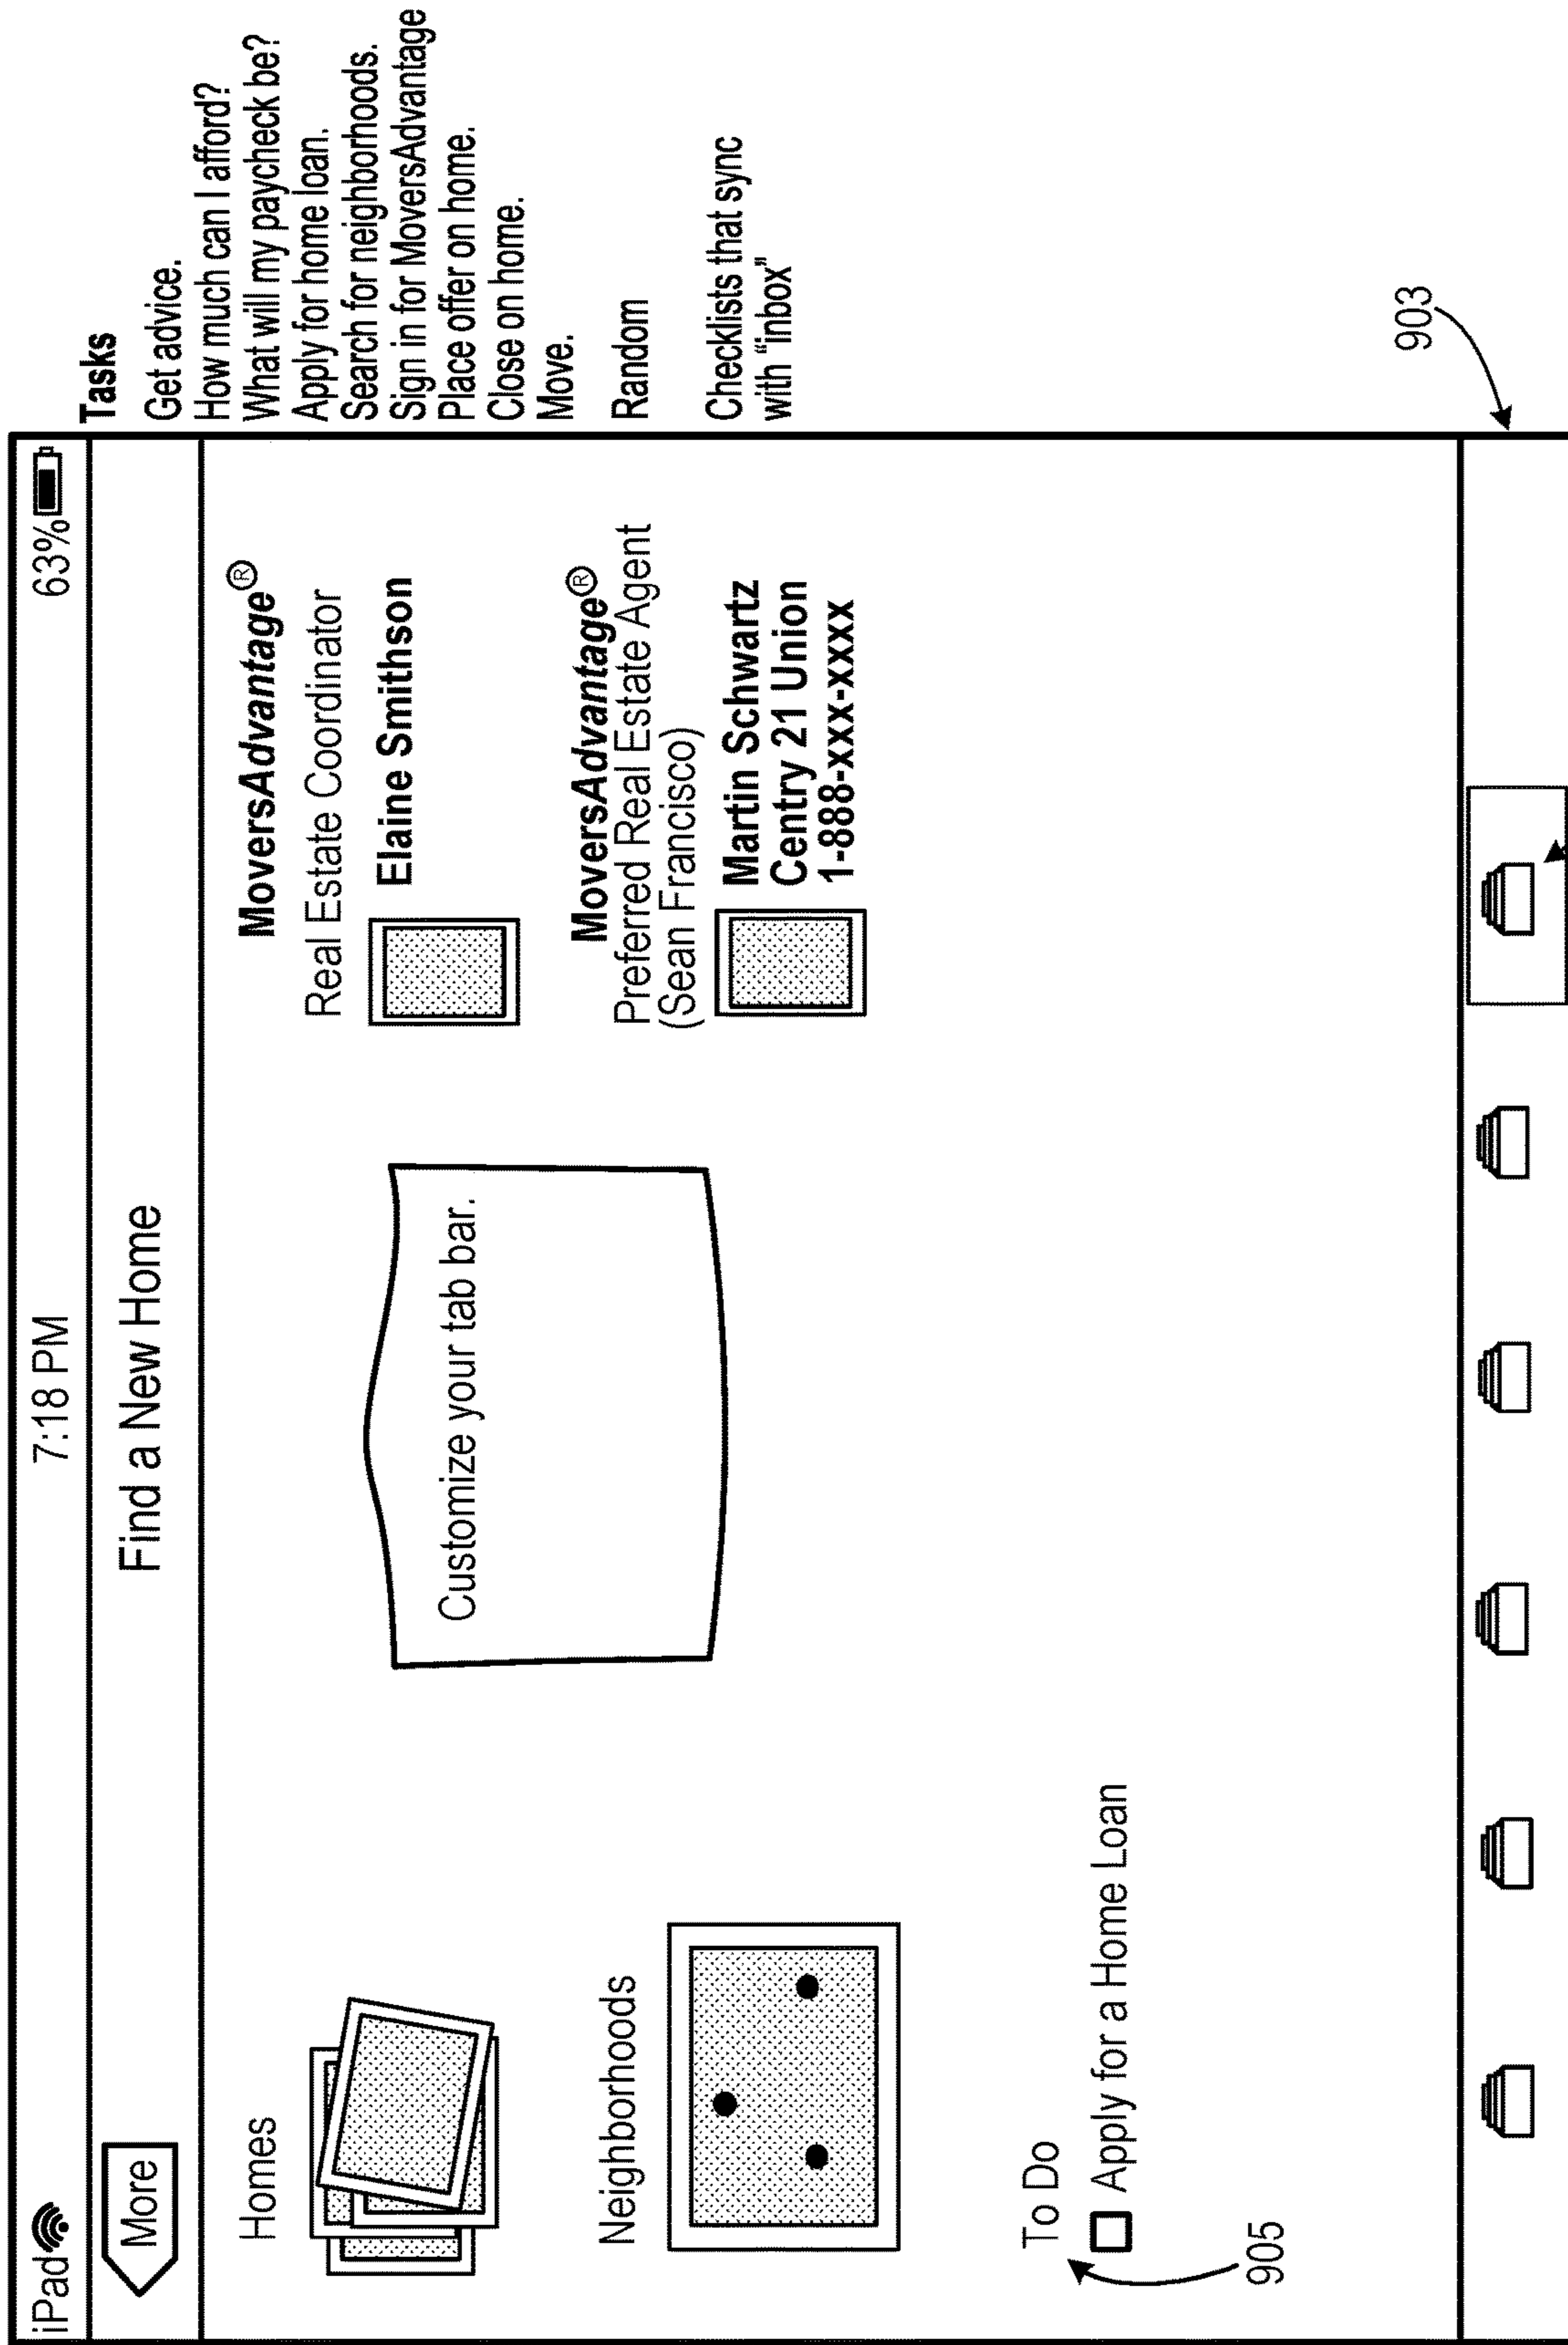 iPad 7:18 PM 63%
More
Find a New Home
Homes
Neighborhoods
To Do
Apply for a Home Loan
905
Customize your tab bar.
MoversAdvantage®
Real Estate Coordinator
Elaine Smithson
MoversAdvantage®
Preferred Real Estate Agent
(Sean Francisco)
Martin Schwartz
Centry 21 Union
1-888-xxx-xxxx
Tasks
Get advice.
How much can I afford?
What will my paycheck be?
Apply for home loan.
Search for neighborhoods.
Sign in for MoversAdvantage
Place offer on home.
Close on home.
Move.
Random
Checklists that sync
with "inbox"
903